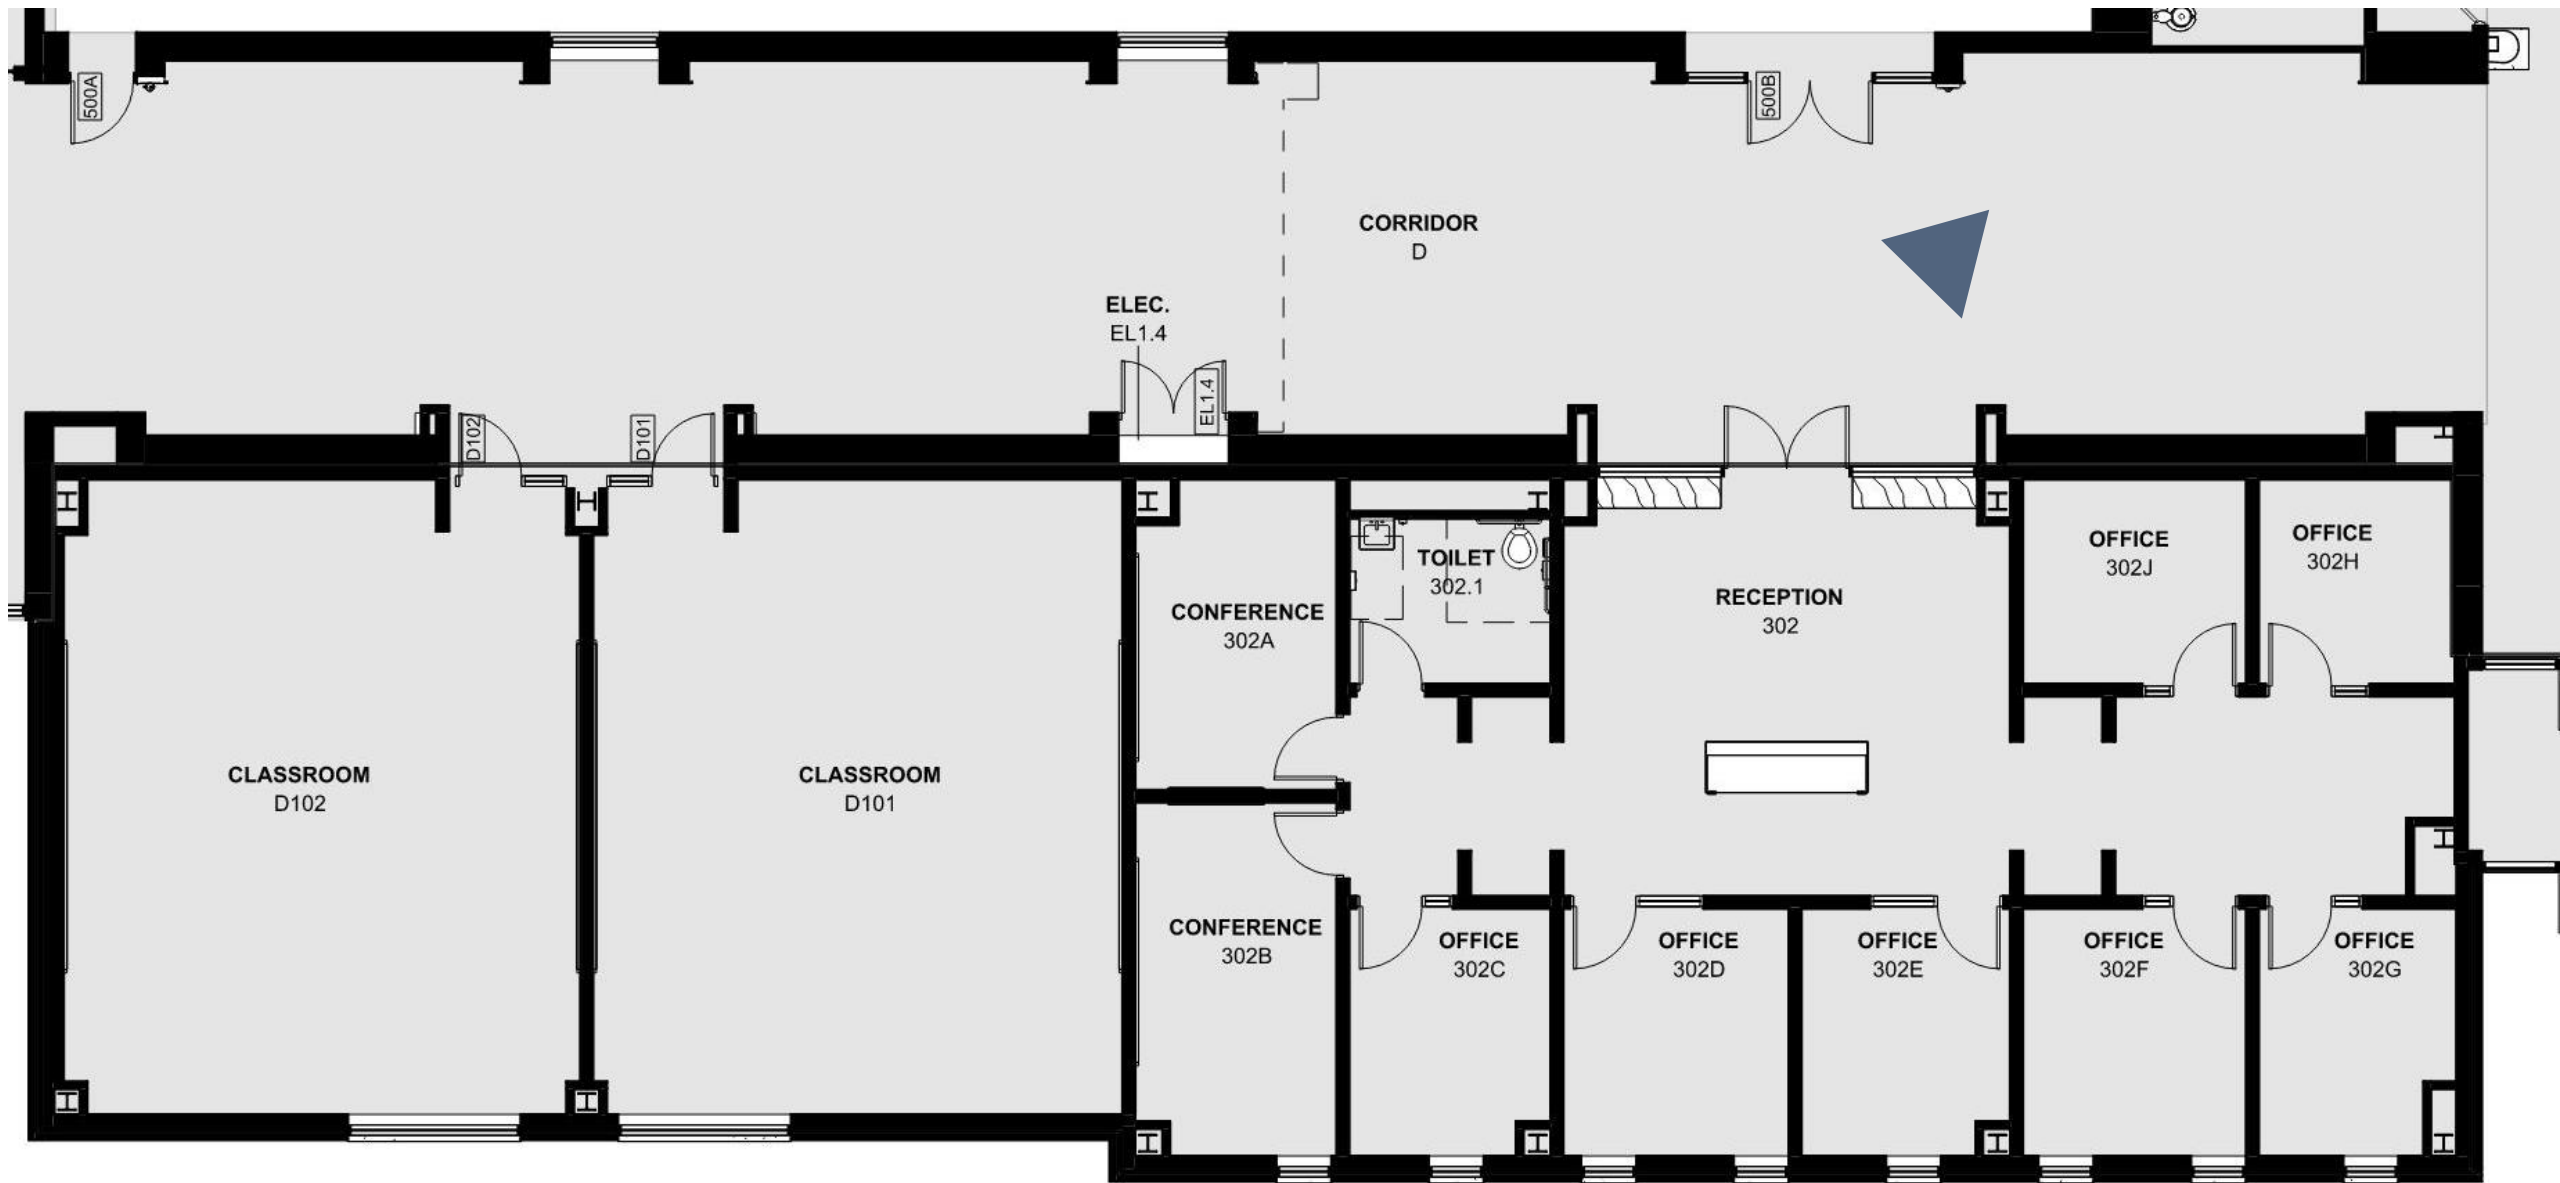 500A
500B
CORRIDOR
D
ELEC.
EL1.4
EL1.4
D102
D101
OFFICE
302J
OFFICE
302H
TOILET
302.1
CONFERENCE
302A
RECEPTION
302
CLASSROOM
D102
CLASSROOM
D101
CONFERENCE
302B
OFFICE
302C
OFFICE
302D
OFFICE
302E
OFFICE
302F
OFFICE
302G